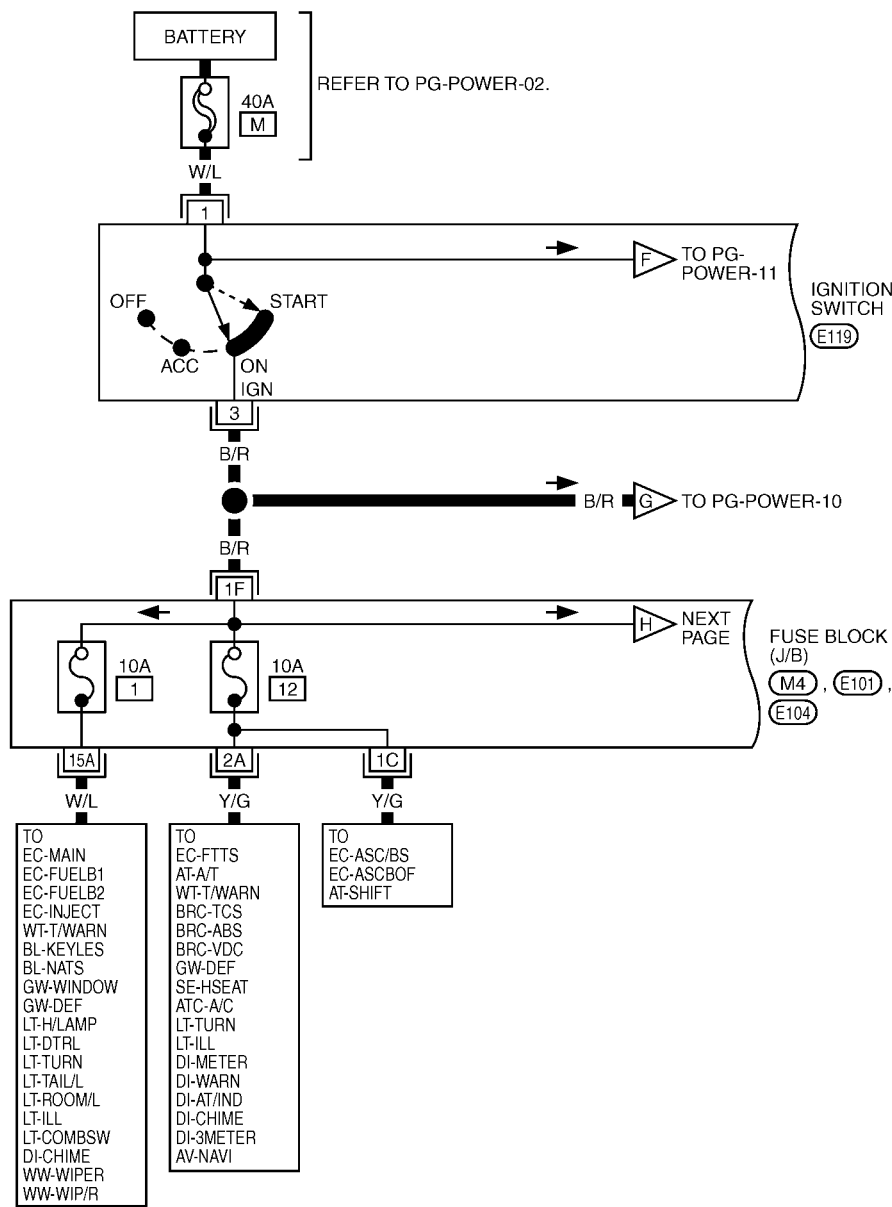 BATTERY
REFER TO PG-POWER-02.
40A
M
W/L
1
F
TO PG-
POWER-11
IGNITION
SWITCH
E119
OFF
START
ACC
ON
IGN
3
B/R
B/R
G
TO PG-POWER-10
B/R
1F
H
NEXT
PAGE
FUSE BLOCK
(J/B)
M4 , E101 ,
E104
10A
1
10A
12
15A
2A
1C
W/L
Y/G
Y/G
TO
EC-MAIN
EC-FUELB1
EC-FUELB2
EC-INJECT
WT-T/WARN
BL-KEYLES
BL-NATS
GW-WINDOW
GW-DEF
LT-H/LAMP
LT-DTRL
LT-TURN
LT-TAIL/L
LT-ROOM/L
LT-ILL
LT-COMBSW
DI-CHIME
WW-WIPER
WW-WIP/R
TO
EC-FTTS
AT-A/T
WT-T/WARN
BRC-TCS
BRC-ABS
BRC-VDC
GW-DEF
SE-HSEAT
ATC-A/C
LT-TURN
LT-ILL
DI-METER
DI-WARN
DI-AT/IND
DI-CHIME
DI-3METER
AV-NAVI
TO
EC-ASC/BS
EC-ASCBOF
AT-SHIFT